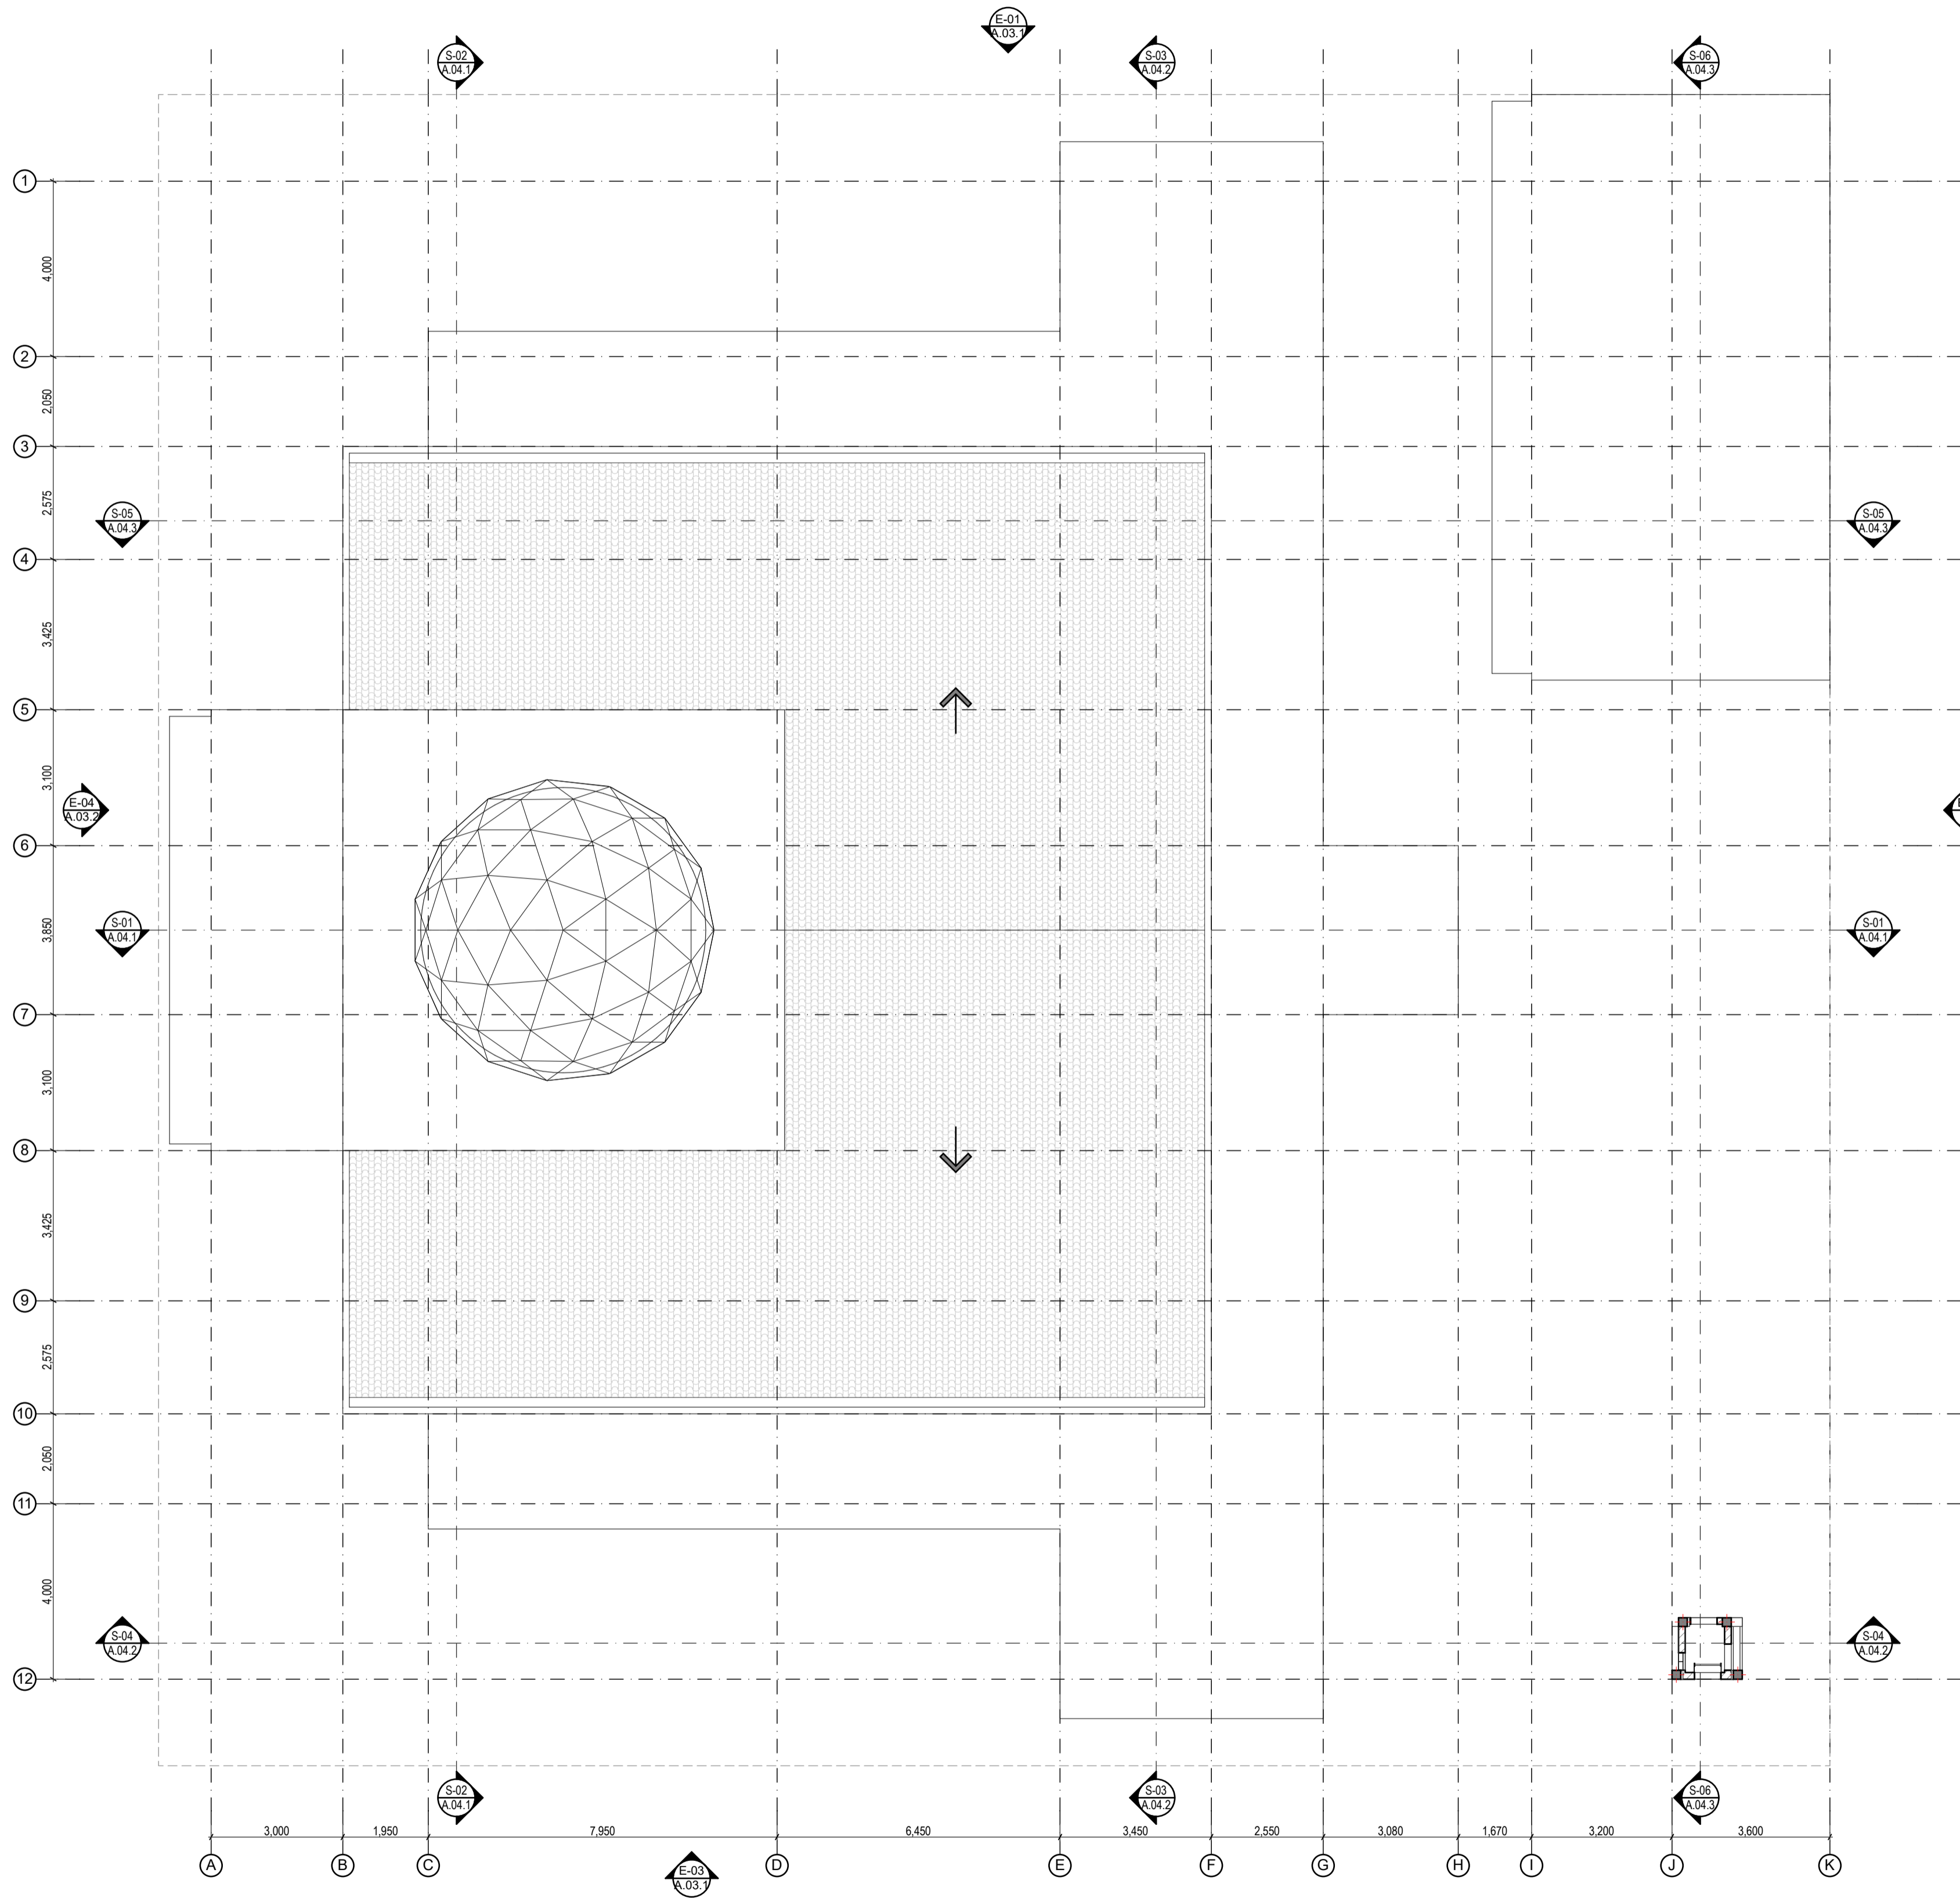 E-01
A.03.1
S-02
A.04.1
S-03
A.04.2
S-06
A.04.3
1
4,000
2
2,050
3
2,575
S-05
A.04.3
S-05
A.04.3
4
3,425
5
3,100
E-04
A.03.2
6
S-01
A.04.1
3,850
S-01
A.04.1
7
3,100
8
3,425
9
2,575
10
2,050
11
4,000
S-04
A.04.2
S-04
A.04.2
12
S-02
A.04.1
S-03
A.04.2
S-06
A.04.3
3,000 1,950 7,950 6,450 3,450 2,550 3,080 1,670 3,200 3,600
A B C D E F G H I J K
E-03
A.03.1